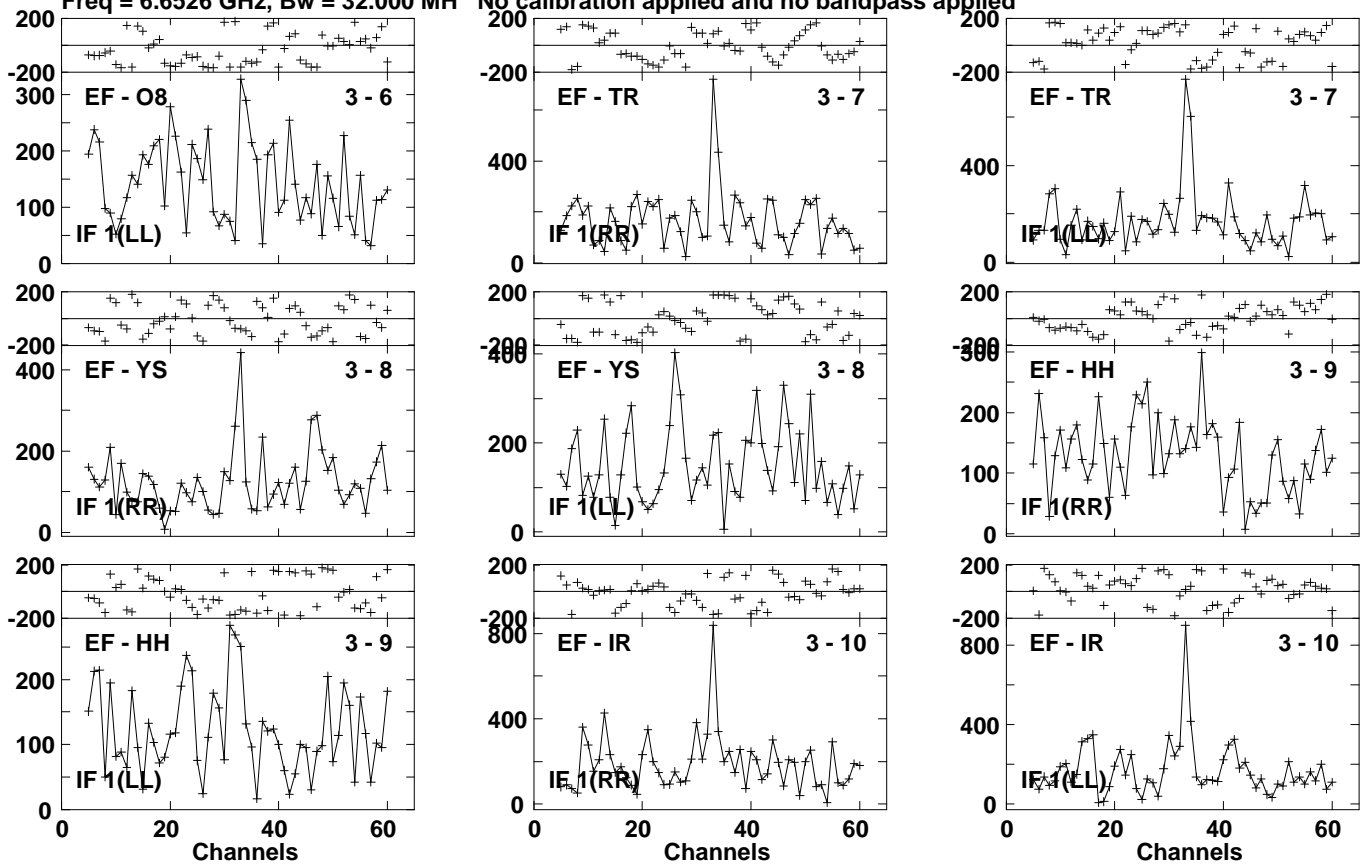 Freq = 6.6526 GHz, Bw = 32.000 MH No calibration applied and no bandpass applied
200
-200
300
200
100
0
EF - O8
3 - 6
IF 1(LL)
200
-200
400
0
EF - TR
3 - 7
IF 1(RR)
200
-200
400
0
EF - TR
3 - 7
IF 1(LL)
200
-200
400
200
0
EF - YS
3 - 8
IF 1(RR)
200
-200
400
200
0
EF - YS
3 - 8
IF 1(LL)
200
-200
300
200
100
0
EF - HH
3 - 9
IF 1(RR)
200
-200
200
100
0
EF - HH
3 - 9
IF 1(LL)
0 20 40 60
Channels
200
-200
800
400
0
EF - IR
3 - 10
IF 1(RR)
0 20 40 60
Channels
200
-200
800
400
0
EF - IR
3 - 10
IF 1(LL)
0 20 40 60
Channels